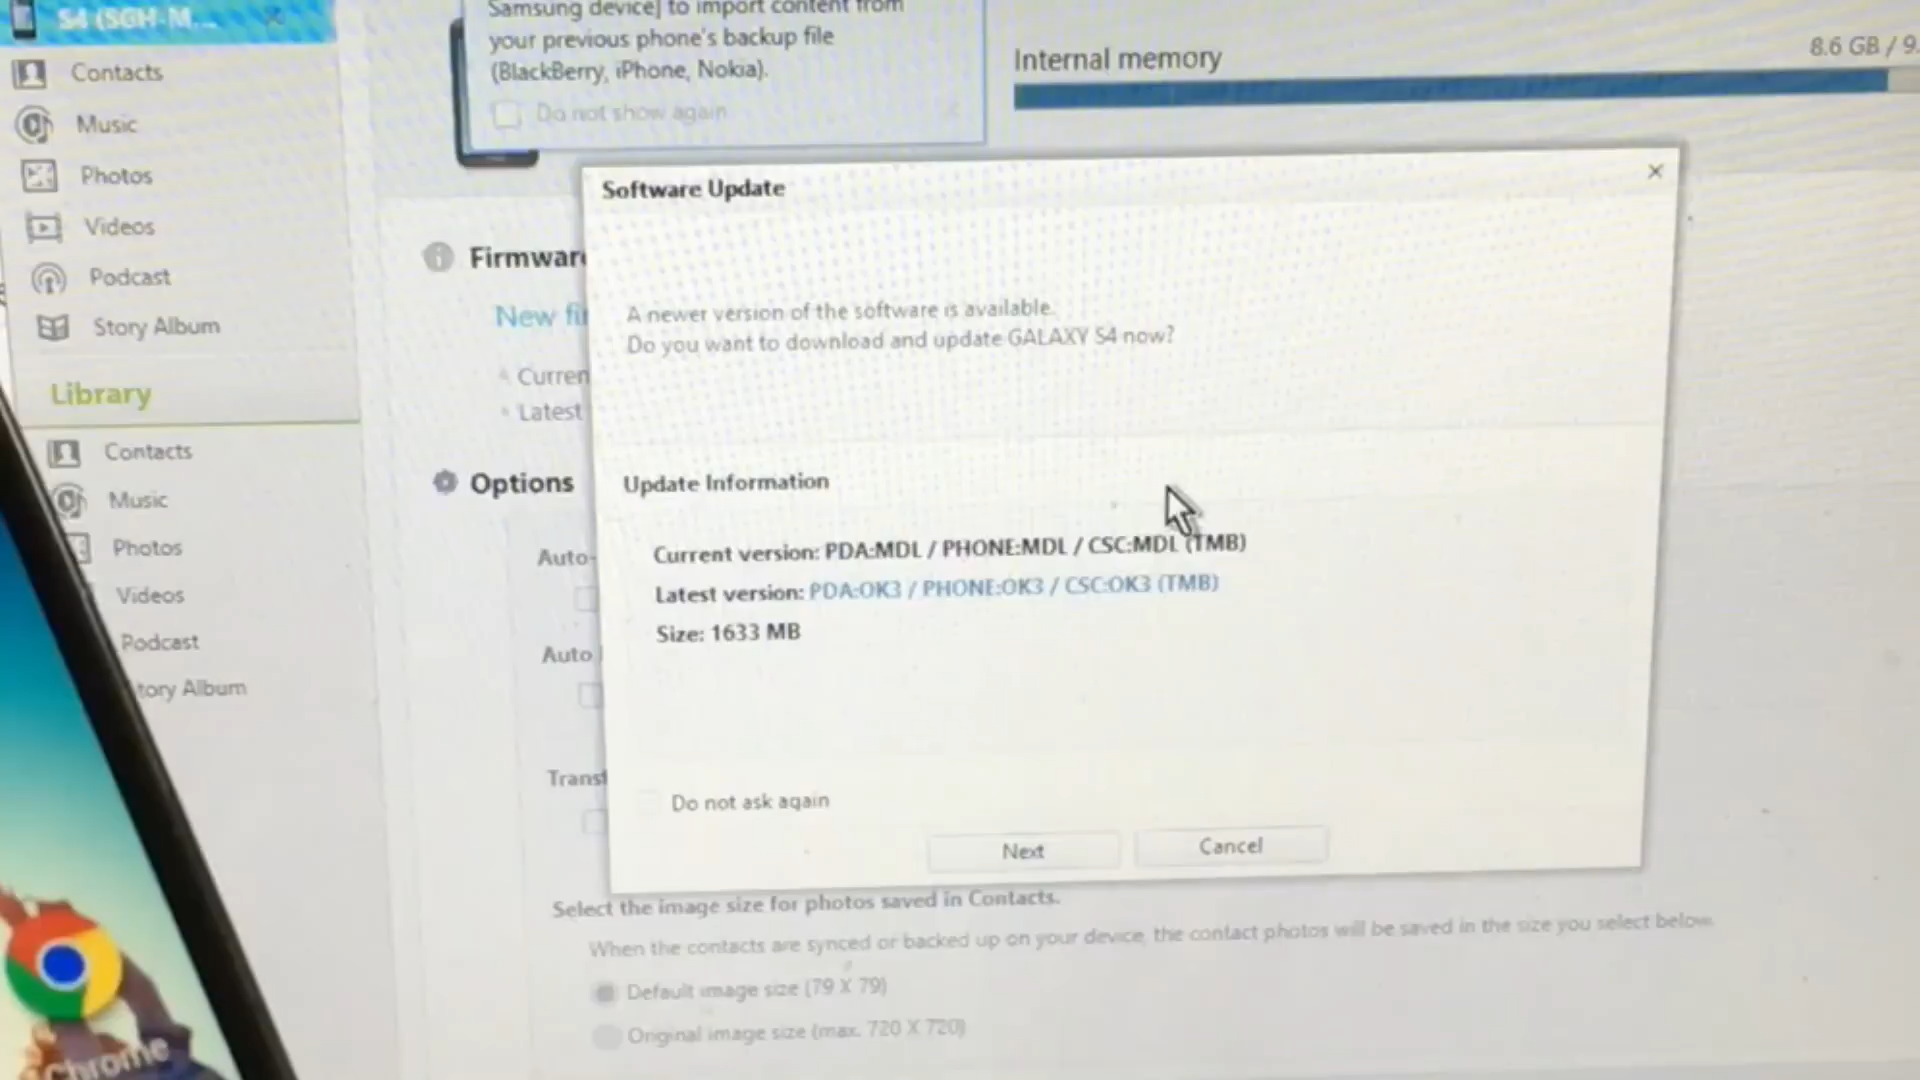 S4 (SGH-M...
Contacts
Music
Photos
Videos
Podcast
Story Album
Library
Contacts
Music
Photos
Videos
Podcast
tory Album
Chrome
Samsung device] to import content from
your previous phone's backup file
(BlackBerry, iPhone, Nokia).
Do not show again
Internal memory
8.6 GB / 9.
Firmware
New fir
Curren
Latest
Options
Auto-
Auto
Transf
Software Update
A newer version of the software is available.
Do you want to download and update GALAXY S4 now?
Update Information
Current version: PDA:MDL / PHONE:MDL / CSC:MDL (TMB)
Latest version: PDA:OK3 / PHONE:OK3 / CSC:OK3 (TMB)
Size: 1633 MB
Do not ask again
Next
Cancel
Select the image size for photos saved in Contacts.
When the contacts are synced or backed up on your device, the contact photos will be saved in the size you select below.
Default image size (79 X 79)
Original image size (max. 720 X 720)